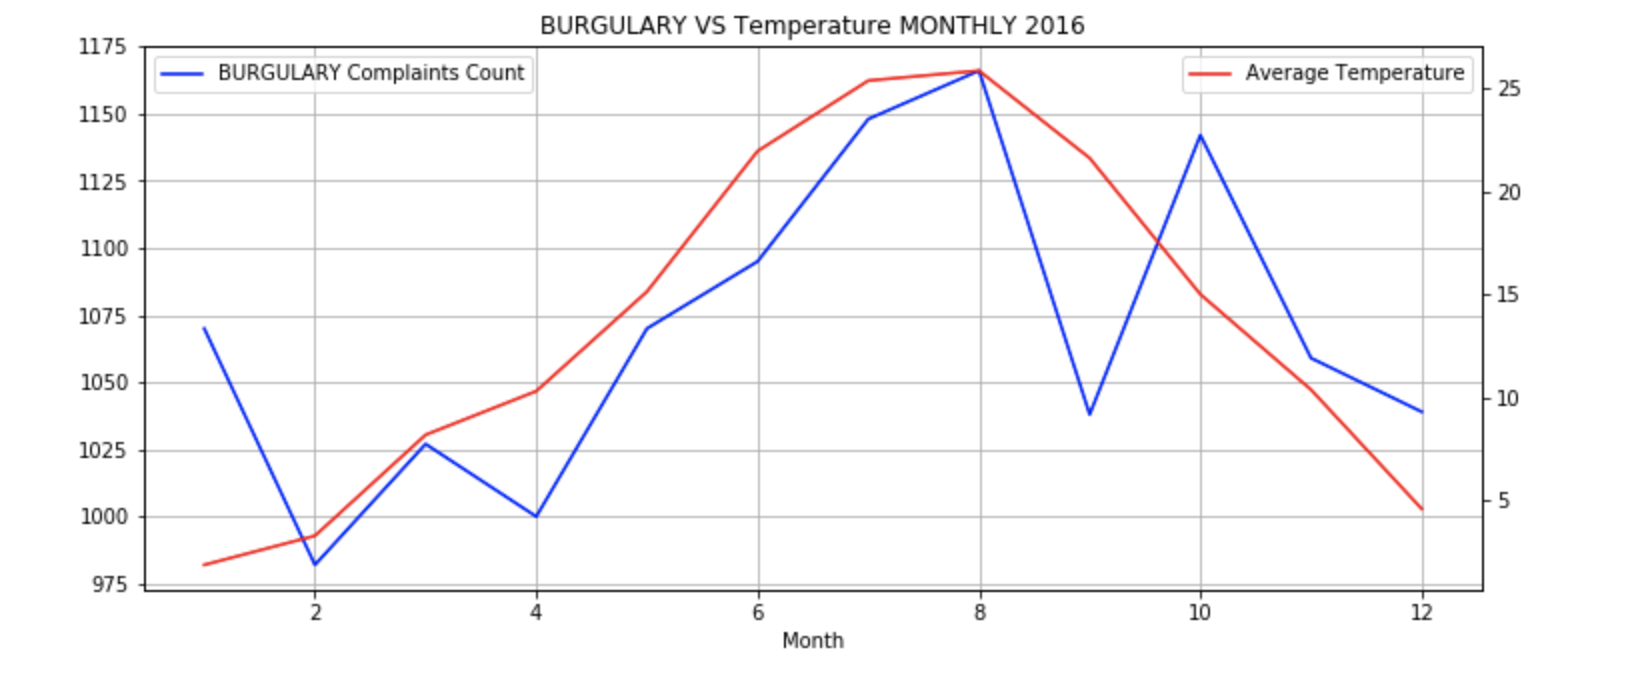 BURGULARY VS Temperature MONTHLY 2016
BURGULARY Complaints Count
Average Temperature
1175
1150
1125
1100
1075
1050
1025
1000
975
25
20
15
10
5
2 4 6 8 10 12
Month